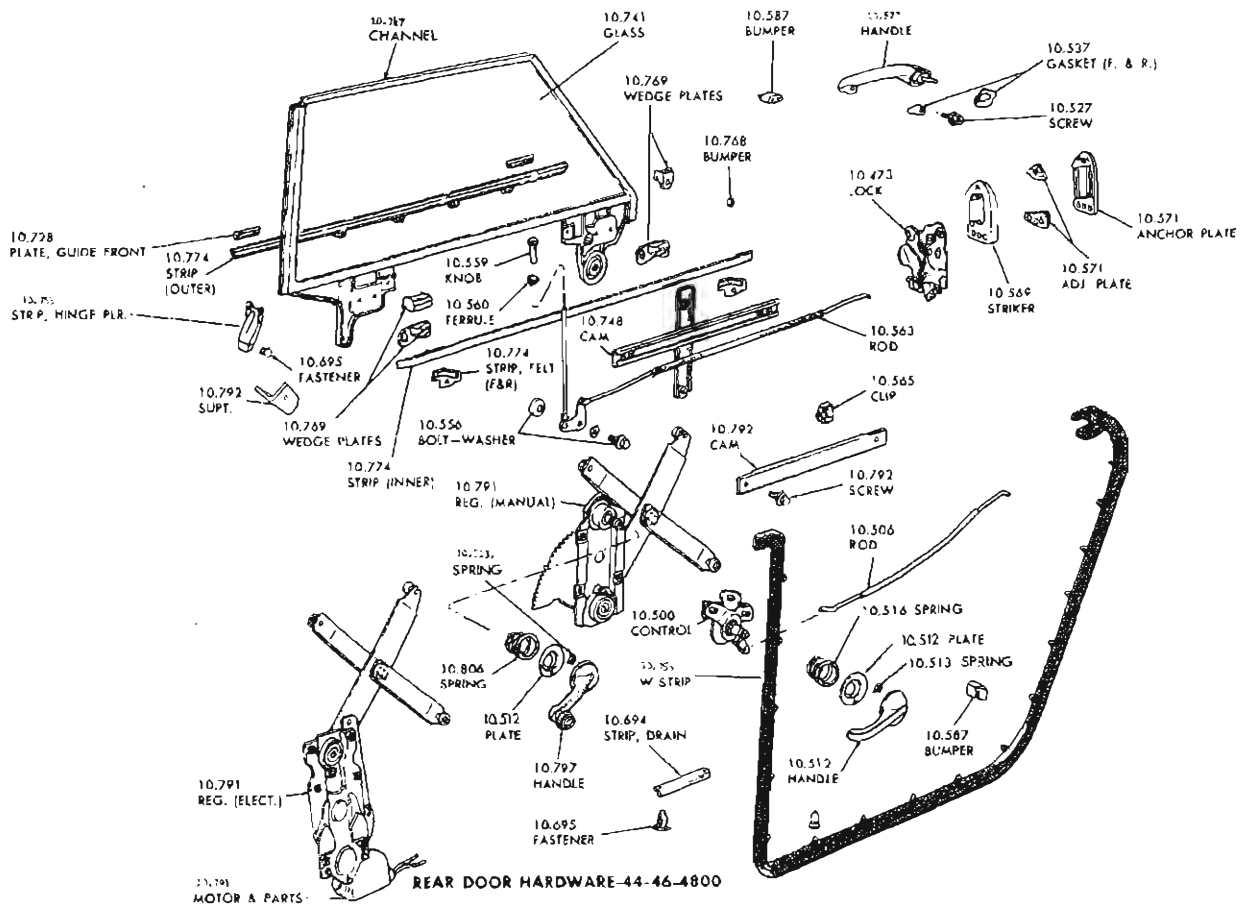 CHANNEL
10.741
GLASS
10.587
BUMPER
HANDLE
10.537
GASKET (F. & R.)
10.527
SCREW
10.769
WEDGE PLATES
10.768
BUMPER
10.473
LOCK
10.571
ANCHOR PLATE
10.571
ADJ. PLATE
10.569
STRIKER
10.728
PLATE, GUIDE FRONT
10.774
STRIP
(OUTER)
STRIP, HINGE PLR.
10.695
FASTENER
10.792
SUPT.
10.769
WEDGE PLATES
10.559
KNOB
10.560
FERRULE
10.748
CAM
10.563
ROD
10.774
STRIP, FELT
(F&R)
10.565
CLIP
10.556
BOLT-WASHER
10.774
STRIP (INNER)
10.792
CAM
10.792
SCREW
10.791
REG. (MANUAL)
10.506
ROD
SPRING
10.500
CONTROL
10.516 SPRING
10.512 PLATE
10.513 SPRING
10.806
SPRING
W STRIP
10.512
PLATE
10.694
STRIP, DRAIN
10.587
BUMPER
10.797
HANDLE
10.512
HANDLE
10.791
REG. (ELECT.)
10.695
FASTENER
MOTOR & PARTS
REAR DOOR HARDWARE-44-46-4800